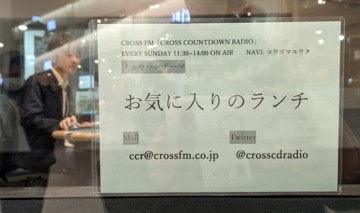 CROSS FM「CROSS COUNTDOWN RADIO」
EVERY SUNDAY 11:30~14:00 ON AIR NAVI: コウズマユウタ
メッセージテーマ
お気に入りのランチ
Mail Twitter
ccr@crossfm.co.jp @crosscdradio